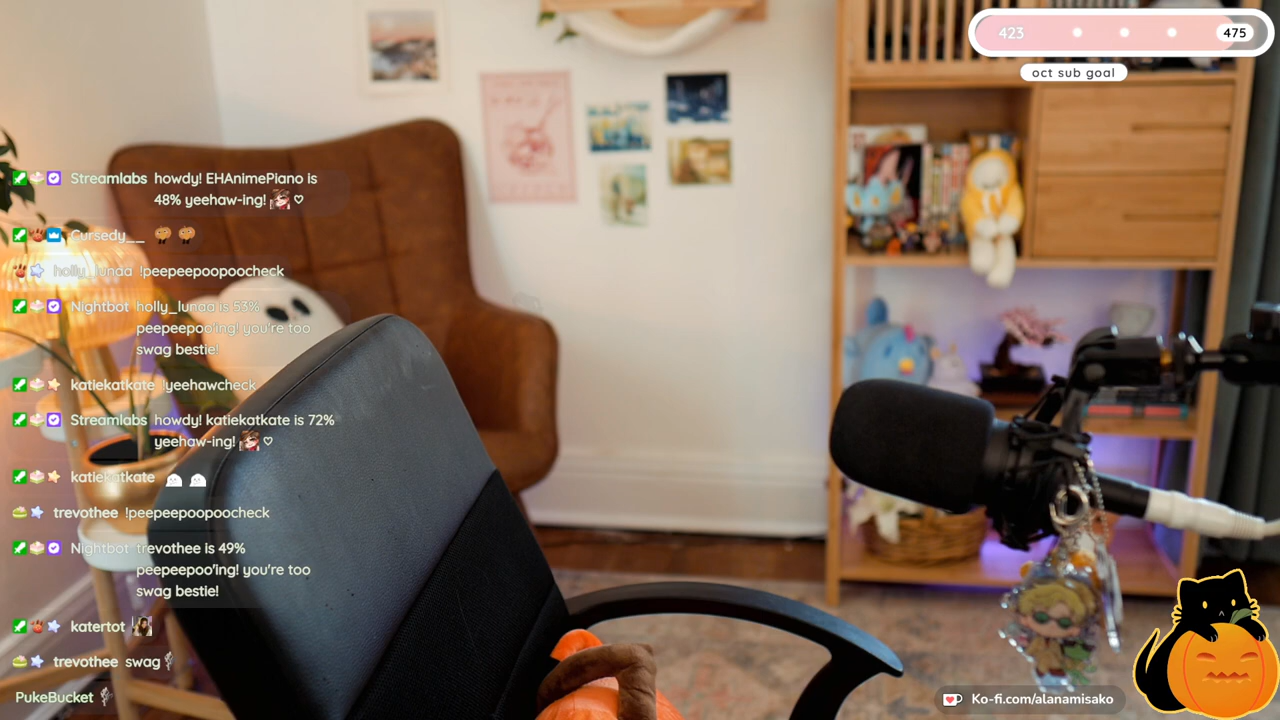 423
475
oct sub goal
Streamlabs howdy! EHAnimePiano is
48% yeehaw-ing! ♡
Cursedy__
holly_lunaa !peepeepoopoocheck
Nightbot holly_lunaa is 53%
peepeepoo'ing! you're too
swag bestie!
katiekatkate !yeehawcheck
Streamlabs howdy! katiekatkate is 72%
yeehaw-ing! ♡
katiekatkate
trevothee !peepeepoopoocheck
Nightbot trevothee is 49%
peepeepoo'ing! you're too
swag bestie!
katertot
trevothee swag
PukeBucket
Ko-fi.com/alanamisako